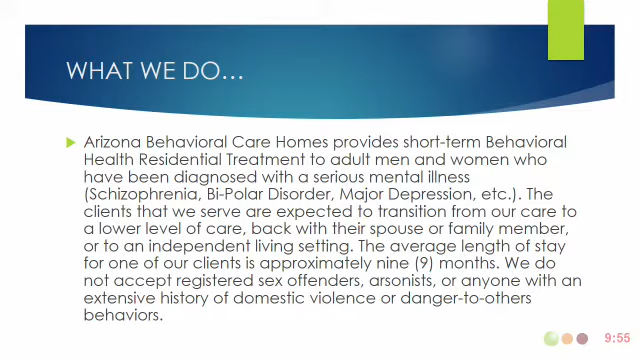 WHAT WE DO…
Arizona Behavioral Care Homes provides short-term Behavioral
Health Residential Treatment to adult men and women who
have been diagnosed with a serious mental illness
(Schizophrenia, Bi-Polar Disorder, Major Depression, etc.). The
clients that we serve are expected to transition from our care to
a lower level of care, back with their spouse or family member,
or to an independent living setting. The average length of stay
for one of our clients is approximately nine (9) months. We do
not accept registered sex offenders, arsonists, or anyone with an
extensive history of domestic violence or danger-to-others
behaviors.
9:55